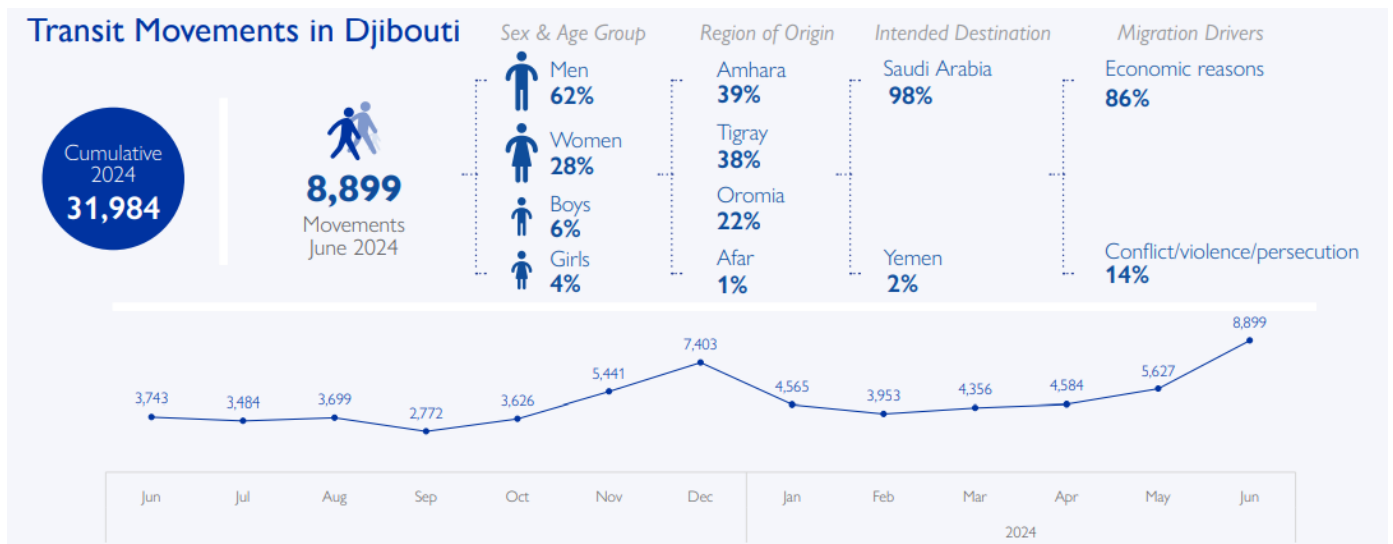 Transit Movements in Djibouti
Cumulative
2024
31,984
8,899
Movements
June 2024
Sex & Age Group
Men
62%
Women
28%
Boys
6%
Girls
4%
Region of Origin
Amhara
39%
Tigray
38%
Oromia
22%
Afar
1%
Intended Destination
Saudi Arabia
98%
Yemen
2%
Migration Drivers
Economic reasons
86%
Conflict/violence/persecution
14%
3,743
3,484
3,699
2,772
3,626
5,441
7,403
4,565
3,953
4,356
4,584
5,627
8,899
Jun
Jul
Aug
Sep
Oct
Nov
Dec
Jan
Feb
Mar
Apr
May
Jun
2024